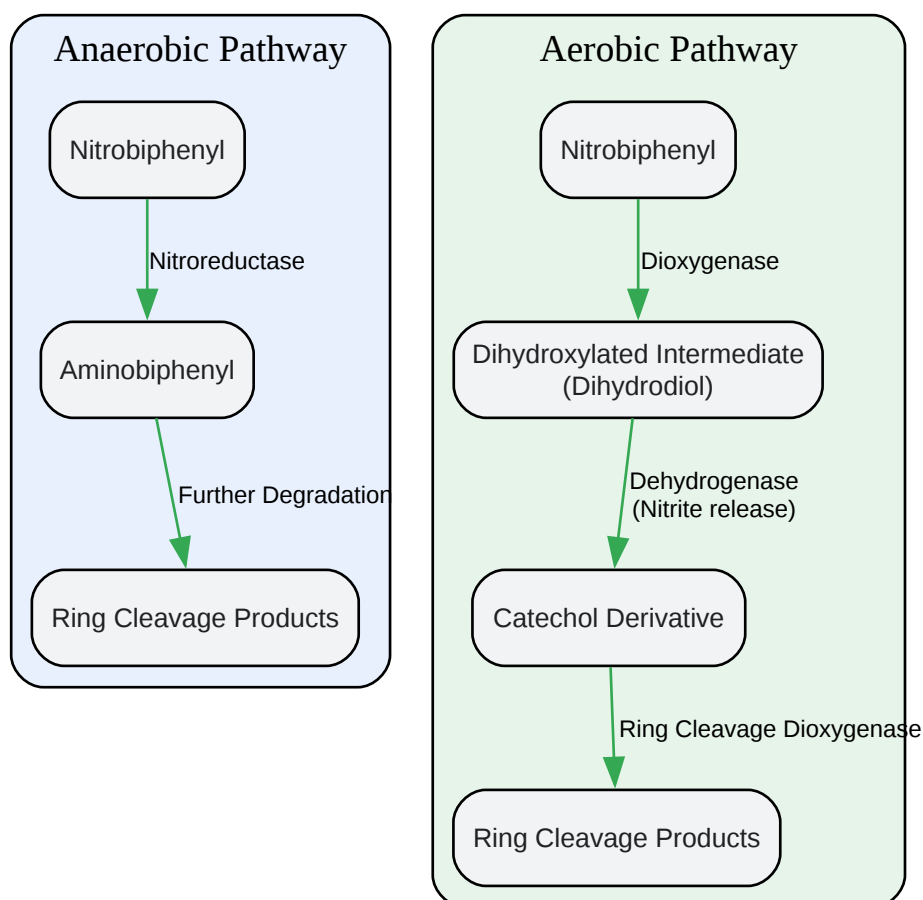 Anaerobic Pathway
Nitrobiphenyl
Nitroreductase
Aminobiphenyl
Further Degradation
Ring Cleavage Products
Aerobic Pathway
Nitrobiphenyl
Dioxygenase
Dihydroxylated Intermediate
(Dihydrodiol)
Dehydrogenase
(Nitrite release)
Catechol Derivative
Ring Cleavage Dioxygenase
Ring Cleavage Products